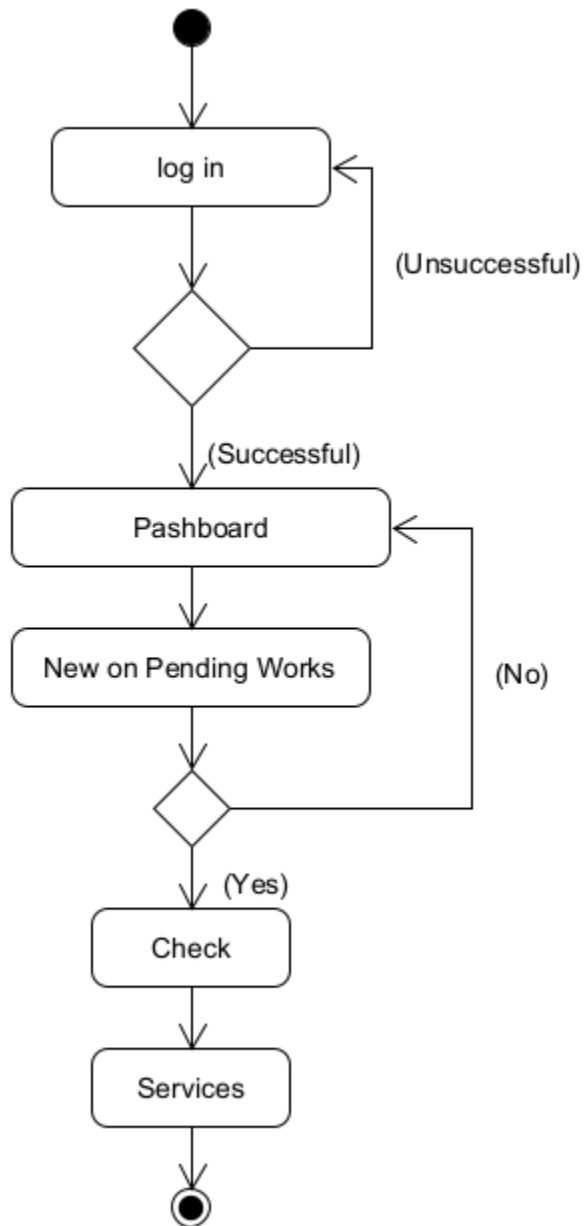 log in
(Unsuccessful)
(Successful)
Pashboard
New on Pending Works
(No)
(Yes)
Check
Services